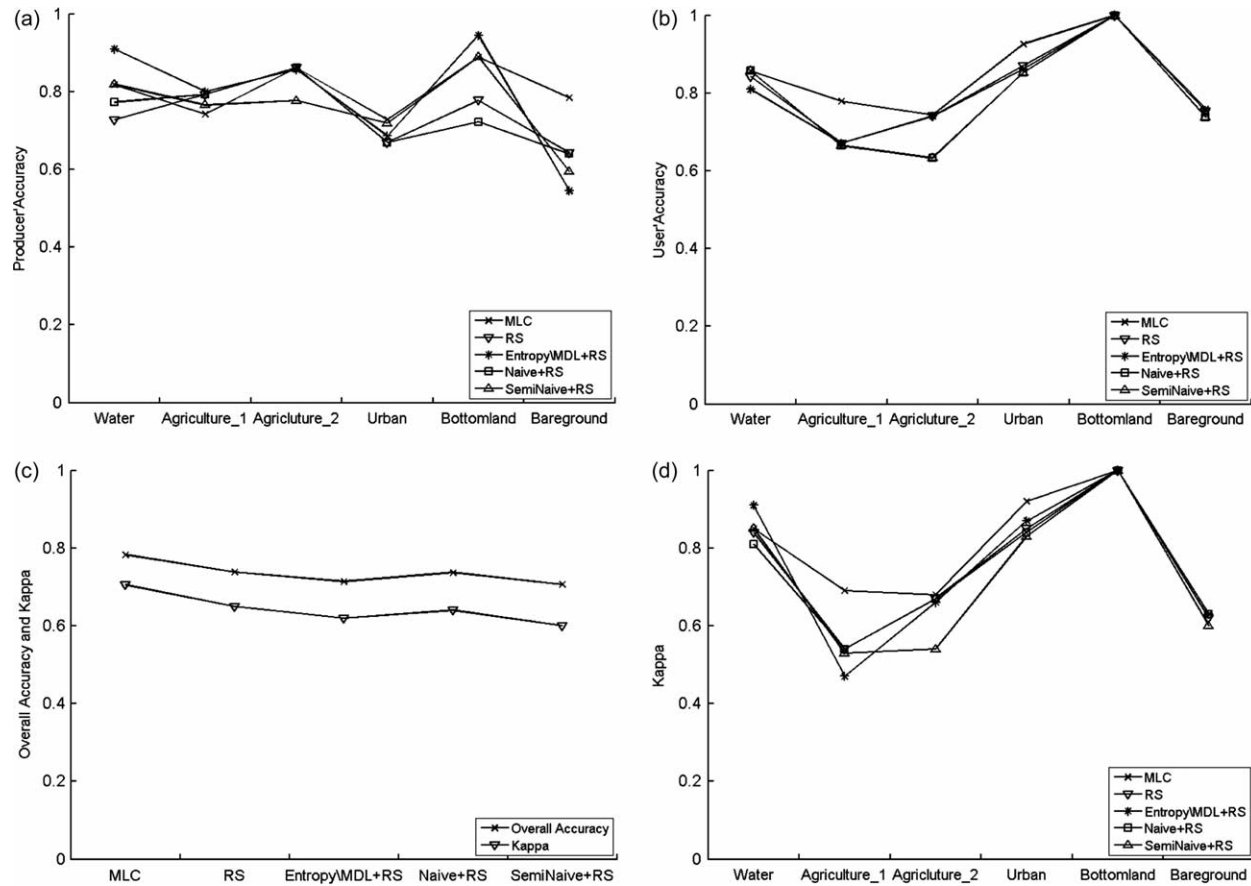 (a)
1
0.8
0.6
0.4
0.2
0
Producer'Accuracy
MLC
RS
Entropy\MDL+RS
Naive+RS
SemiNaive+RS
Water Agriculture_1 Agricluture_2 Urban Bottomland Bareground
(b)
1
0.8
0.6
0.4
0.2
0
User'Accuracy
MLC
RS
Entropy\MDL+RS
Naive+RS
SemiNaive+RS
Water Agriculture_1 Agricluture_2 Urban Bottomland Bareground
(c)
1
0.8
0.6
0.4
0.2
0
Overall Accuracy and Kappa
Overall Accuracy
Kappa
MLC RS Entropy\MDL+RS Naive+RS SemiNaive+RS
(d)
1
0.8
0.6
0.4
0.2
0
Kappa
MLC
RS
Entropy\MDL+RS
Naive+RS
SemiNaive+RS
Water Agriculture_1 Agricluture_2 Urban Bottomland Bareground